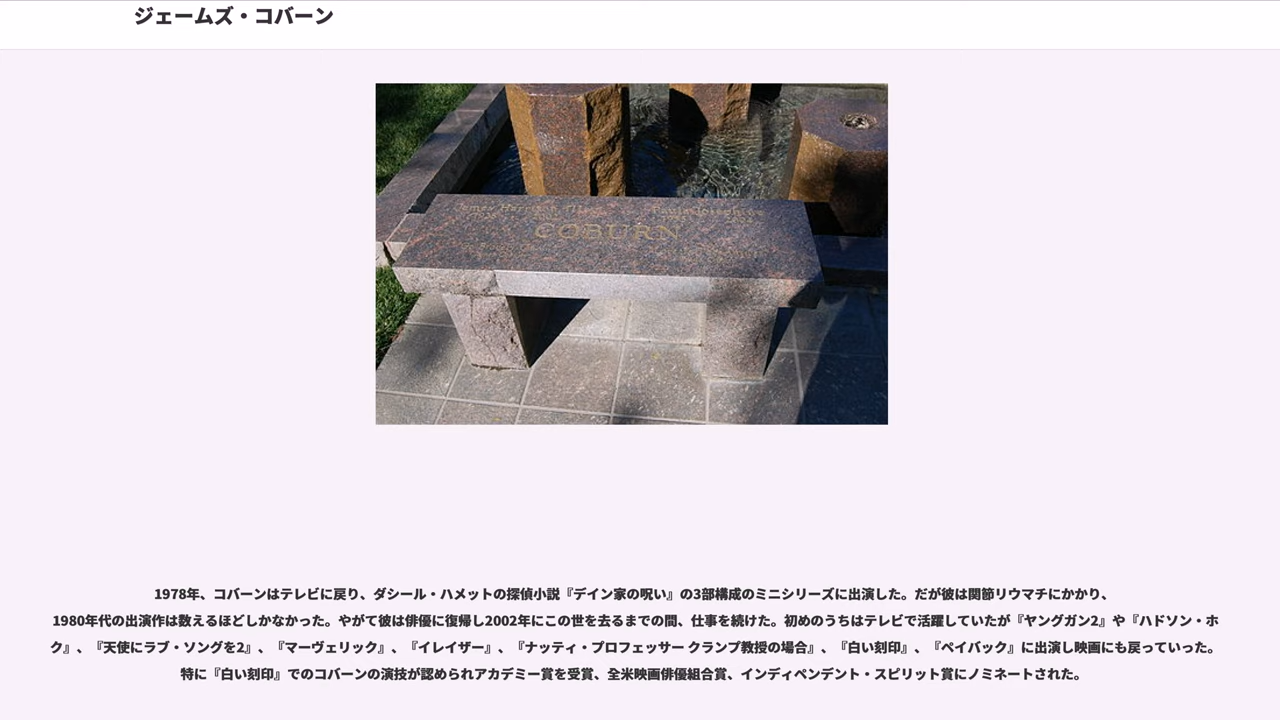 ジェームズ・コバーン
COBURN
1978年、コバーンはテレビに戻り、ダシール・ハメットの探偵小説『デイン家の呪い』の3部構成のミニシリーズに出演した。だが彼は関節リウマチにかかり、
1980年代の出演作は数えるほどしかなかった。やがて彼は俳優に復帰し2002年にこの世を去るまでの間、仕事を続けた。初めのうちはテレビで活躍していたが『ヤングガン2』や『ハドソン・ホ
ク』、『天使にラブ・ソングを2』、『マーヴェリック』、『イレイザー』、『ナッティ・プロフェッサー クランプ教授の場合』、『白い刻印』、『ペイバック』に出演し映画にも戻っていった。
特に『白い刻印』でのコバーンの演技が認められアカデミー賞を受賞、全米映画俳優組合賞、インディペンデント・スピリット賞にノミネートされた。